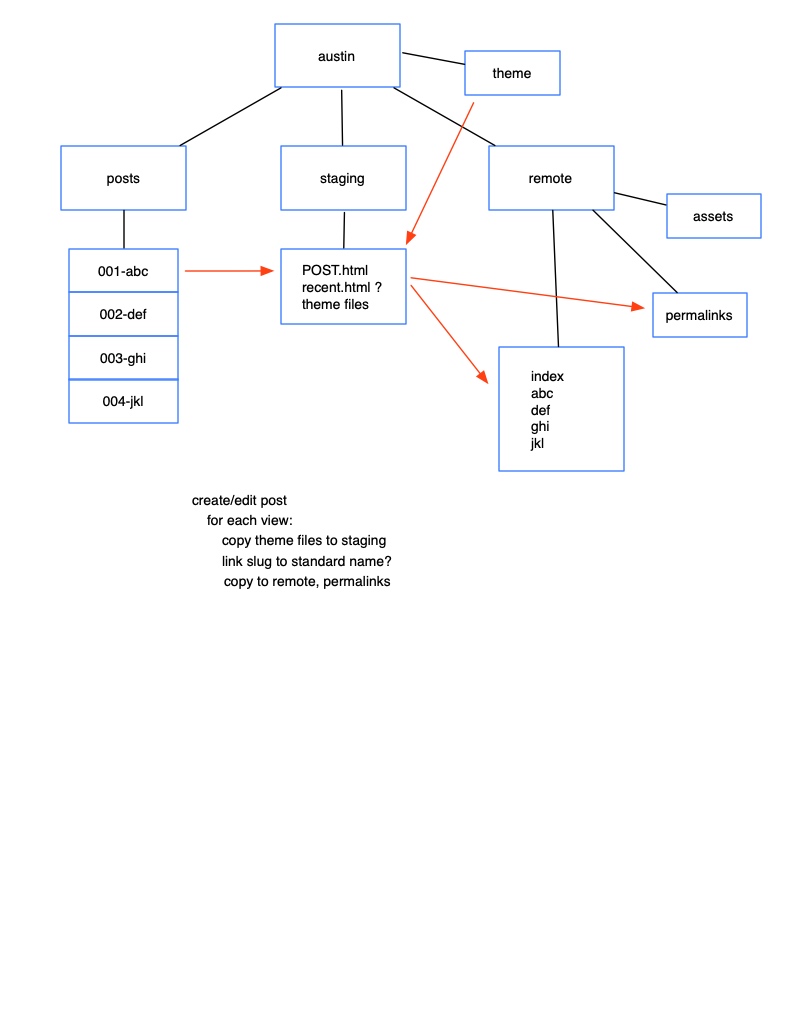 austin
theme
posts
staging
remote
assets
001-abc
002-def
003-ghi
004-jkl
POST.html
recent.html ?
theme files
permalinks
index
abc
def
ghi
jkl
create/edit post
for each view:
copy theme files to staging
link slug to standard name?
copy to remote, permalinks